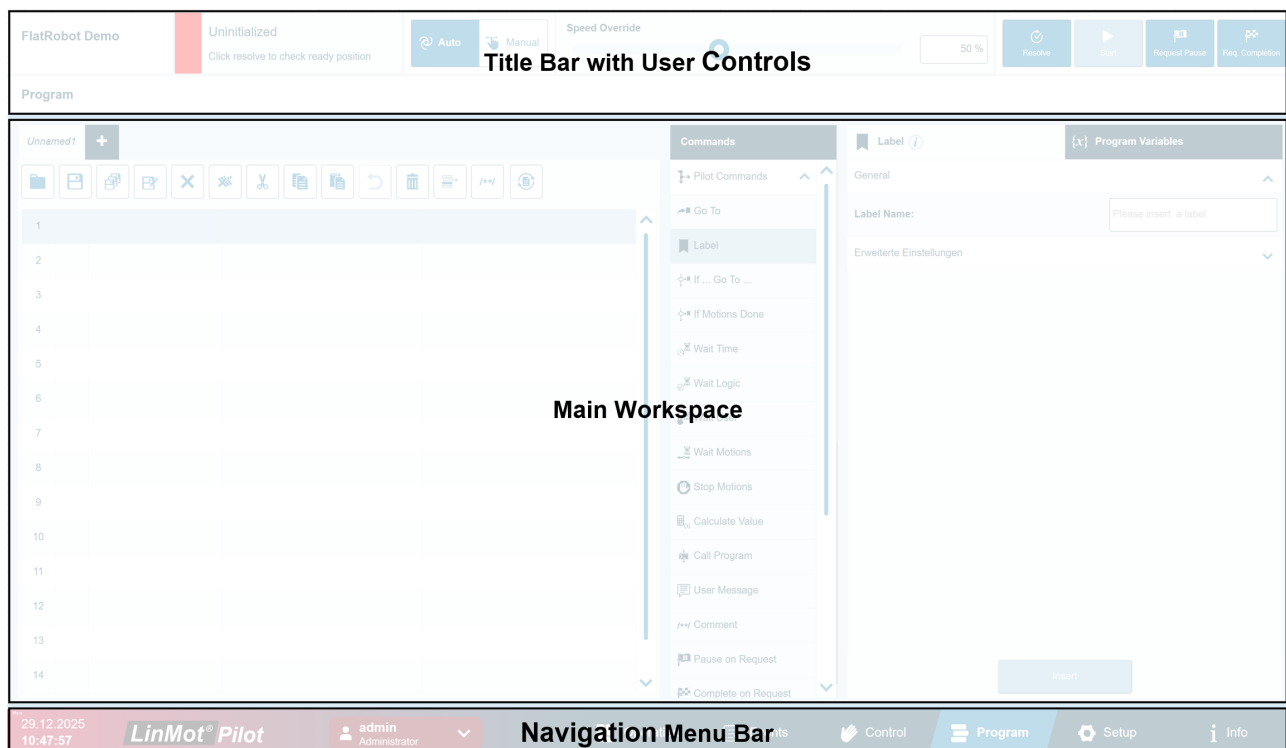 FlatRobot Demo
Uninitialized
Click resolve to check ready position
Auto
Manual
Speed Override
50 %
Resolve
Start
Request Pause
Req. Completion
Title Bar with User Controls
Program
Unnamed1
Commands
Label
{x} Program Variables
Pilot Commands
General
Go To
Label Name:
Please insert a label
Label
Erweiterte Einstellungen
If ... Go To ...
If Motions Done
Wait Time
Wait Logic
Main Workspace
Wait Motions
Stop Motions
Calculate Value
Call Program
User Message
/**/ Comment
Pause on Request
Complete on Request
1
2
3
4
5
6
7
8
9
10
11
12
13
14
Insert
29.12.2025
10:47:57
LinMot® Pilot
admin
Administrator
Navigation Menu Bar
Control
Program
Setup
Info